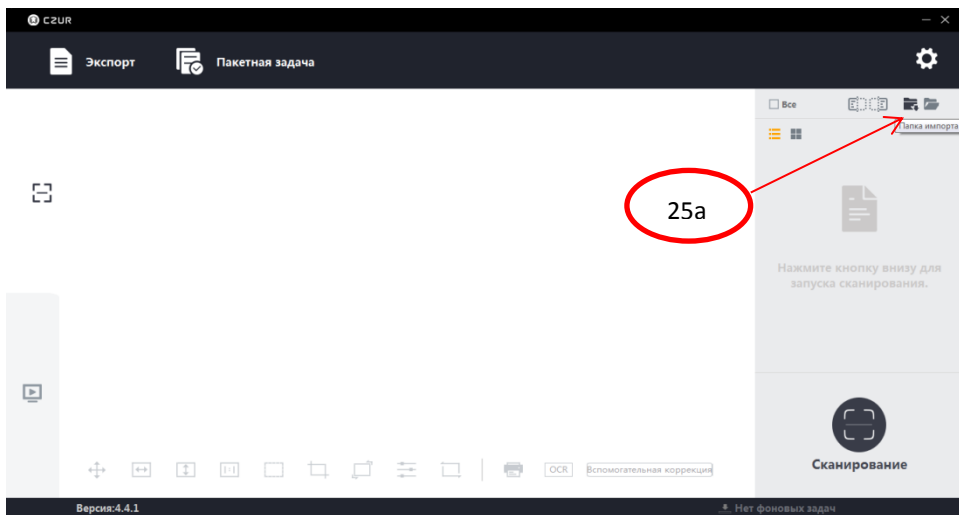 CZUR
Экспорт
Пакетная задача
Все
Папка импорта
25а
Нажмите кнопку внизу для
запуска сканирования.
OCR
Вспомогательная коррекция
Сканирование
Версия:4.4.1
Нет фоновых задач